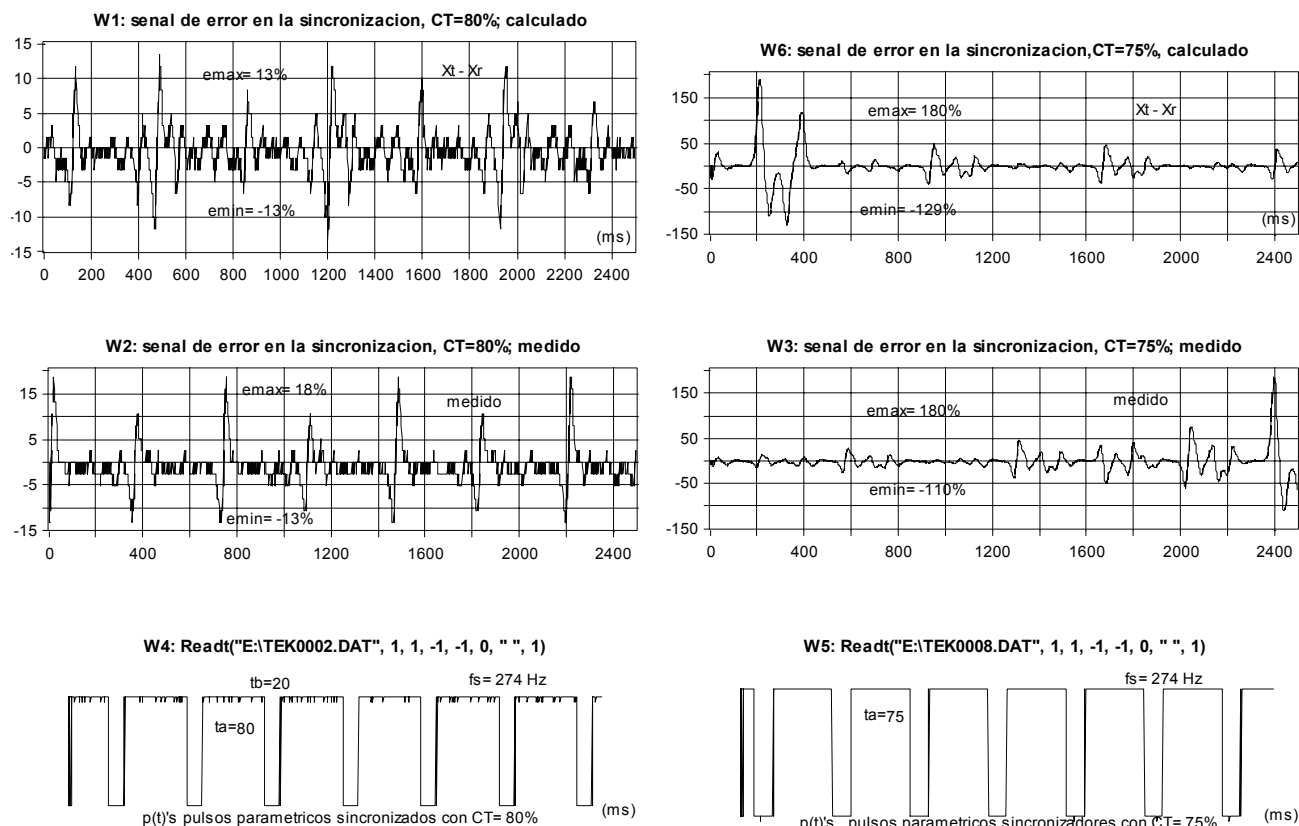 W1: senal de error en la sincronizacion, CT=80%; calculado
15
10
5
0
-5
-10
15
emax= 13%
Xt - Xr
emin= -13%
(ms)
0 200 400 600 800 1000 1200 1400 1600 1800 2000 2200 2400
W6: senal de error en la sincronizacion,CT=75%, calculado
150
50
-50
-150
emax= 180%
Xt - Xr
emin= -129%
(ms)
0 400 800 1200 1600 2000 2400
W2: senal de error en la sincronizacion, CT=80%; medido
15
5
-5
-15
emax= 18%
medido
emin= -13%
0 400 800 1200 1600 2000 2400
W3: senal de error en la sincronizacion, CT=75%; medido
150
50
-50
-150
emax= 180%
medido
emin= -110%
0 400 800 1200 1600 2000 2400
W4: Readt("E:\TEK0002.DAT", 1, 1, -1, -1, 0, " ", 1)
tb=20
fs= 274 Hz
ta=80
(ms)
p(t)'s pulsos parametricos sincronizados con CT= 80%
W5: Readt("E:\TEK0008.DAT", 1, 1, -1, -1, 0, " ", 1)
fs= 274 Hz
ta=75
(ms)
p(t)'s pulsos parametricos sincronizadores con CT= 75%